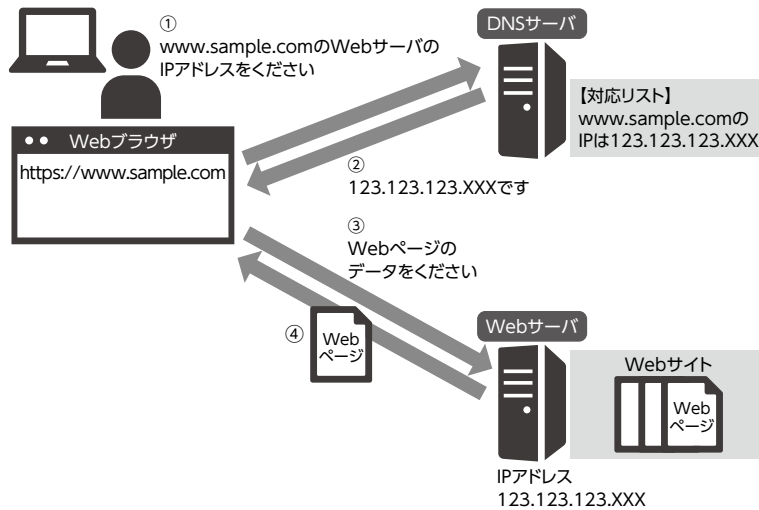 ①
www.sample.comのWebサーバの
IPアドレスをください
DNSサーバ
【対応リスト】
www.sample.comの
IPは123.123.123.XXX
Webブラウザ
https://www.sample.com
②
123.123.123.XXXです
③
Webページの
データをください
④
Web
ページ
Webサーバ
Webサイト
Web
ページ
IPアドレス
123.123.123.XXX